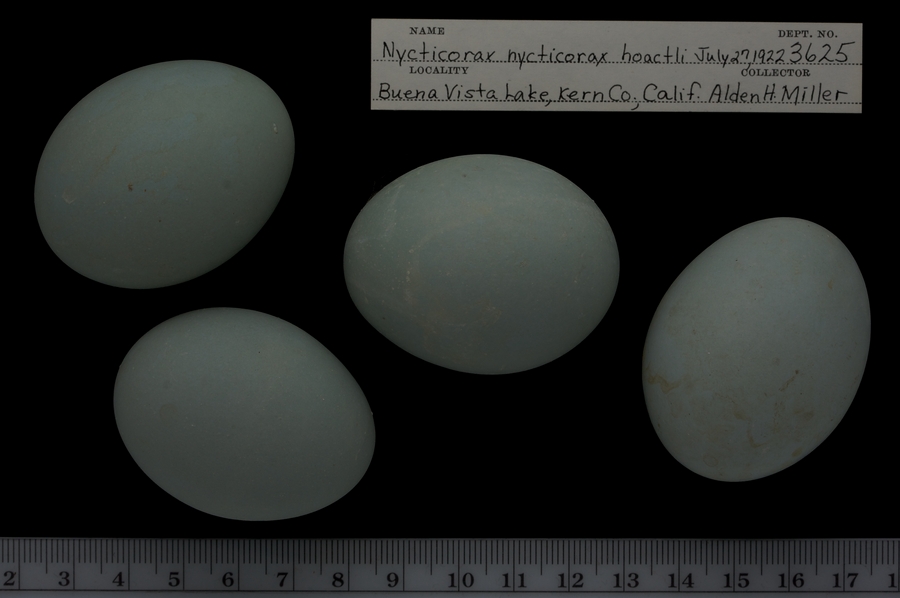 NAME DEPT. NO.
Nycticorax nycticorax hoactli July 27, 1922 3625
LOCALITY COLLECTOR
Buena Vista Lake, Kern Co., Calif. Alden H. Miller
2 3 4 5 6 7 8 9 10 11 12 13 14 15 16 17